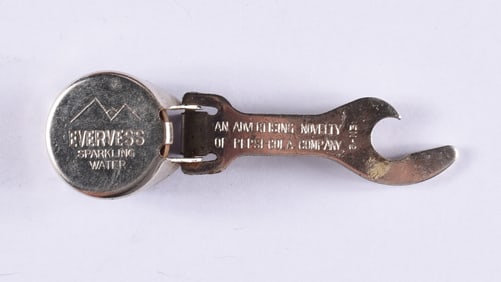 EVERVESS
SPARKLING
WATER
AN ADVERTISING NOVELTY
OF PEPSI COLA COMPANY